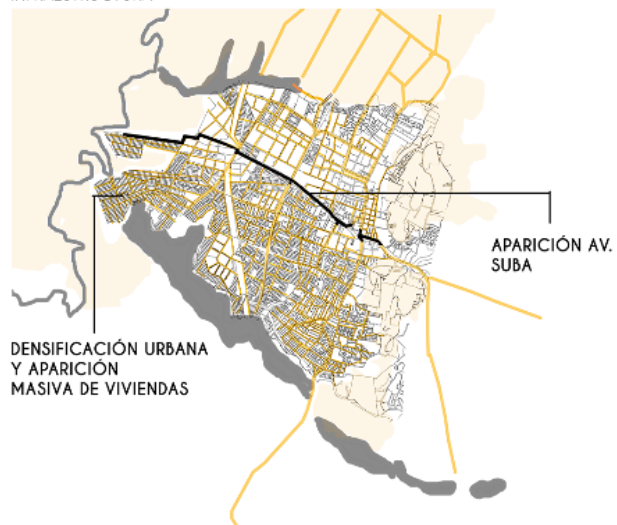 APARICIÓN AV.
SUBA
DENSIFICACIÓN URBANA
Y APARICIÓN
MASIVA DE VIVIENDAS